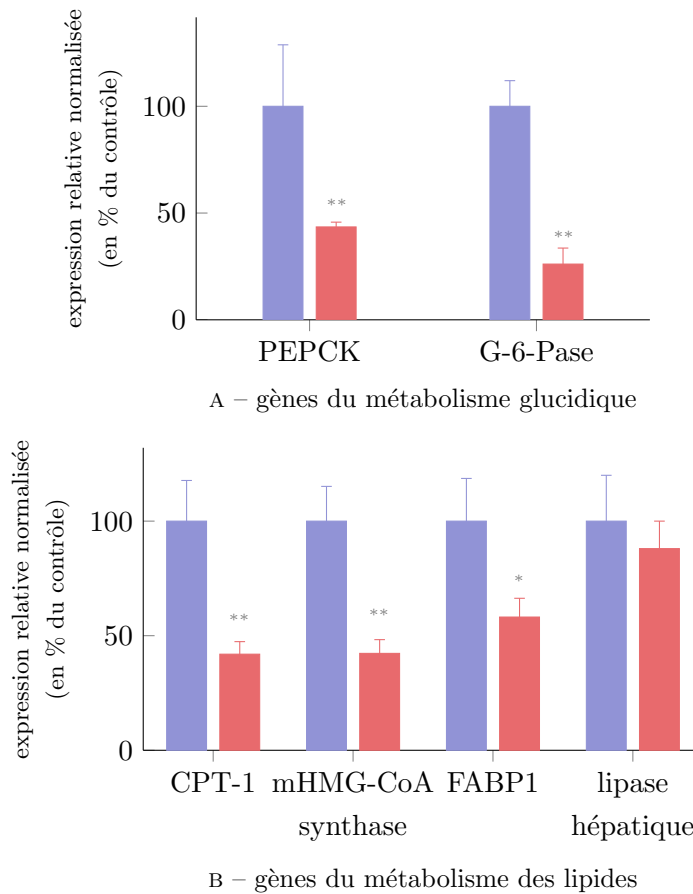 expression relative normalisée
(en % du contrôle)
100
50
0
**
**
PEPCK
G-6-Pase
A – gènes du métabolisme glucidique
expression relative normalisée
(en % du contrôle)
100
50
0
**
**
*
CPT-1
mHMG-CoA
synthase
FABP1
lipase
hépatique
B – gènes du métabolisme des lipides